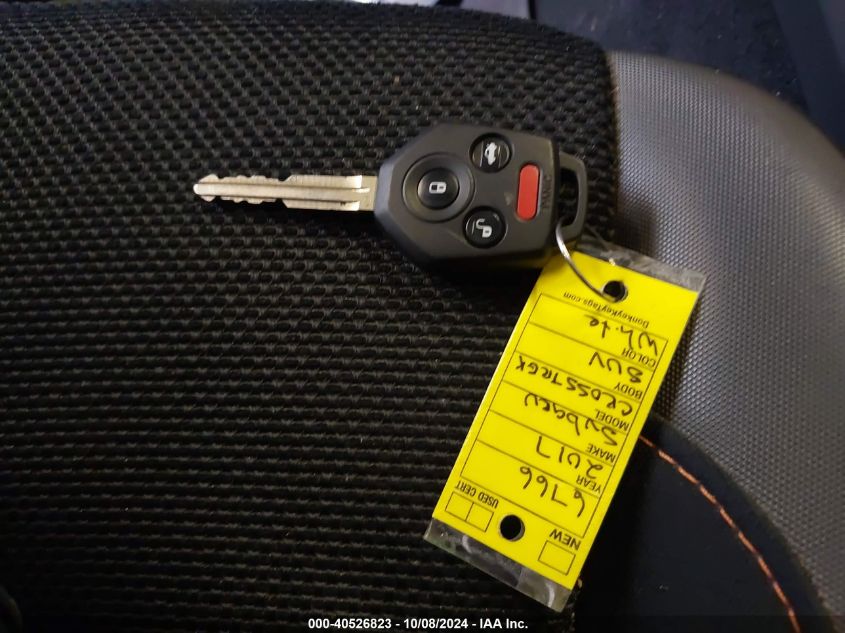 PANIC
NEW
USED CERT
6766
YEAR
2017
MAKE
Subaru
MODEL
CROSSTREK
BODY
SUV
COLOR
White
DonkeyKeyTags.com
000-40526823 - 10/08/2024 - IAA Inc.